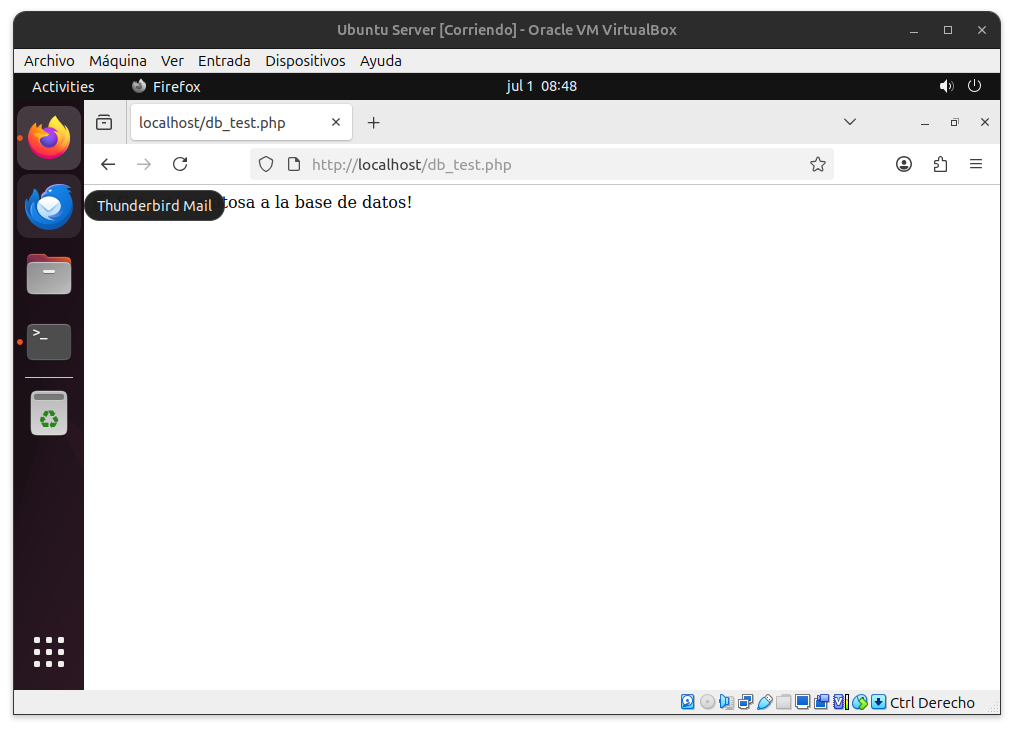 Ubuntu Server [Corriendo] - Oracle VM VirtualBox
Archivo Máquina Ver Entrada Dispositivos Ayuda
Activities Firefox jul 1 08:48
localhost/db_test.php
http://localhost/db_test.php
Thunderbird Mail
tosa a la base de datos!
>_
Ctrl Derecho